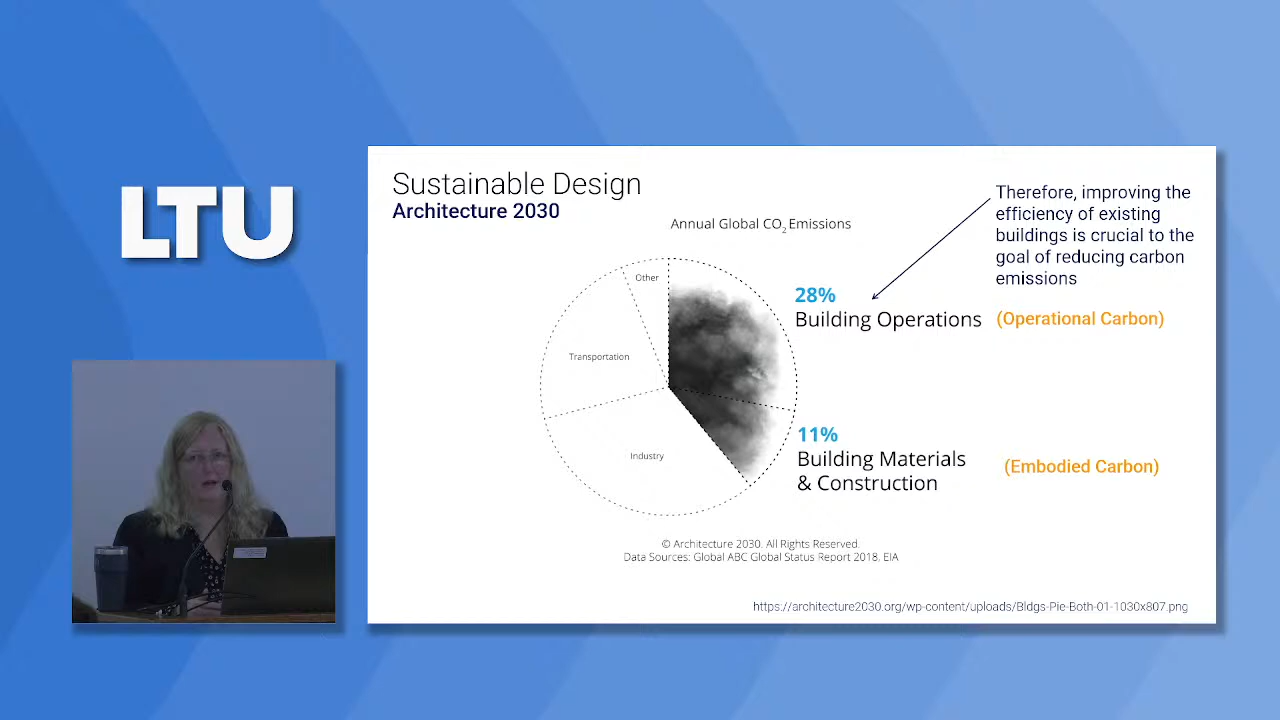 LTU
Sustainable Design
Architecture 2030
Annual Global CO2 Emissions
Therefore, improving the
efficiency of existing
buildings is crucial to the
goal of reducing carbon
emissions
Other
Transportation
Industry
28%
Building Operations
(Operational Carbon)
11%
Building Materials
& Construction
(Embodied Carbon)
© Architecture 2030. All Rights Reserved.
Data Sources: Global ABC Global Status Report 2018, EIA
https://architecture2030.org/wp-content/uploads/Bldgs-Pie-Both-01-1030x807.png